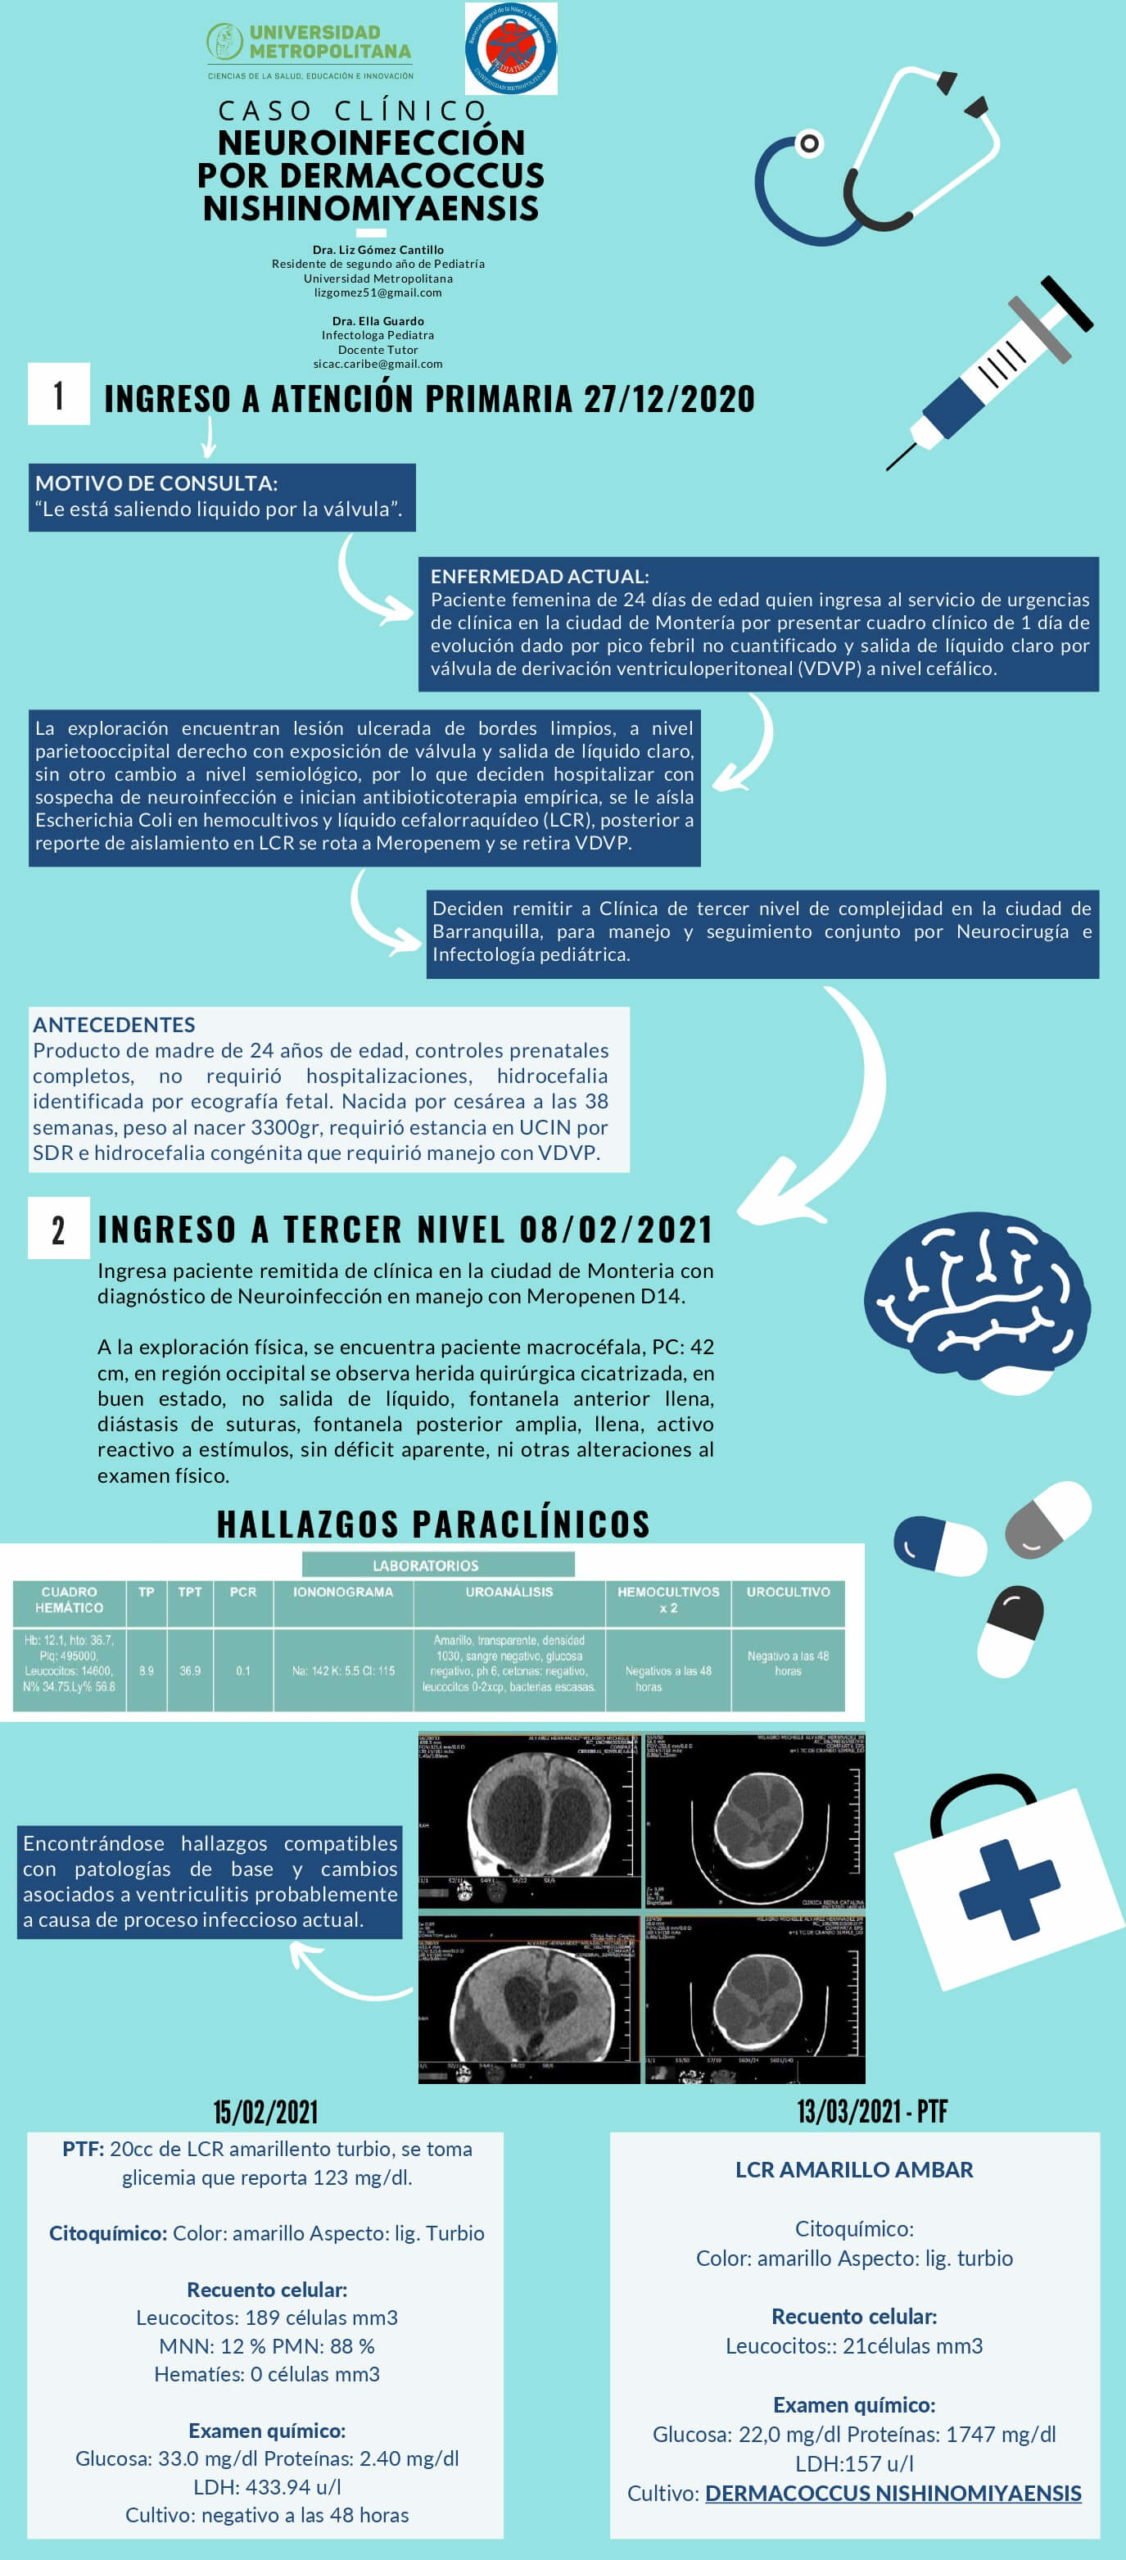 UNIVERSIDAD
METROPOLITANA
CIENCIAS DE LA SALUD, EDUCACIÓN E INNOVACIÓN
PEDIATRIA
UNIVERSIDAD METROPOLITANA
CASO CLÍNICO
NEUROINFECCIÓN
POR DERMACOCCUS
NISHINOMIYAENSIS
Dra. Liz Gómez Cantillo
Residente de segundo año de Pediatría
Universidad Metropolitana
lizgomez51@gmail.com
Dra. Ella Guardo
Infectologa Pediatra
Docente Tutor
sicac.caribe@gmail.com
1 INGRESO A ATENCIÓN PRIMARIA 27/12/2020
MOTIVO DE CONSULTA:
“Le está saliendo liquido por la válvula”.
ENFERMEDAD ACTUAL:
Paciente femenina de 24 días de edad quien ingresa al servicio de urgencias
de clínica en la ciudad de Montería por presentar cuadro clínico de 1 día de
evolución dado por pico febril no cuantificado y salida de líquido claro por
válvula de derivación ventriculoperitoneal (VDVP) a nivel cefálico.
La exploración encuentran lesión ulcerada de bordes limpios, a nivel
parietooccipital derecho con exposición de válvula y salida de líquido claro,
sin otro cambio a nivel semiológico, por lo que deciden hospitalizar con
sospecha de neuroinfección e inician antibioticoterapia empírica, se le aísla
Escherichia Coli en hemocultivos y líquido cefalorraquídeo (LCR), posterior a
reporte de aislamiento en LCR se rota a Meropenem y se retira VDVP.
Deciden remitir a Clínica de tercer nivel de complejidad en la ciudad de
Barranquilla, para manejo y seguimiento conjunto por Neurocirugía e
Infectología pediátrica.
ANTECEDENTES
Producto de madre de 24 años de edad, controles prenatales
completos, no requirió hospitalizaciones, hidrocefalia
identificada por ecografía fetal. Nacida por cesárea a las 38
semanas, peso al nacer 3300gr, requirió estancia en UCIN por
SDR e hidrocefalia congénita que requirió manejo con VDVP.
2 INGRESO A TERCER NIVEL 08/02/2021
Ingresa paciente remitida de clínica en la ciudad de Monteria con
diagnóstico de Neuroinfección en manejo con Meropenen D14.
A la exploración física, se encuentra paciente macrocéfala, PC: 42
cm, en región occipital se observa herida quirúrgica cicatrizada, en
buen estado, no salida de líquido, fontanela anterior llena,
diástasis de suturas, fontanela posterior amplia, llena, activo
reactivo a estímulos, sin déficit aparente, ni otras alteraciones al
examen físico.
HALLAZGOS PARACLÍNICOS
LABORATORIOS
CUADRO HEMÁTICO TP TPT PCR IONONOGRAMA UROANÁLISIS HEMOCULTIVOS x 2 UROCULTIVO
Hb: 12.1, hto: 36.7,
Plq: 495000,
Leucocitos: 14600,
N% 34.75,Ly% 56.8
8.9
36.9
0.1
Na: 142 K: 5.5 Cl: 115
Amarillo, transparente, densidad
1030, sangre negativo, glucosa
negativo, ph 6, cetonas: negativo,
leucocitos 0-2xcp, bacterias escasas.
Negativos a las 48
horas
Negativo a las 48
horas
Encontrándose hallazgos compatibles
con patologías de base y cambios
asociados a ventriculitis probablemente
a causa de proceso infeccioso actual.
15/02/2021
PTF: 20cc de LCR amarillento turbio, se toma
glicemia que reporta 123 mg/dl.
Citoquímico: Color: amarillo Aspecto: lig. Turbio
Recuento celular:
Leucocitos: 189 células mm3
MNN: 12 % PMN: 88 %
Hematíes: 0 células mm3
Examen químico:
Glucosa: 33.0 mg/dl Proteínas: 2.40 mg/dl
LDH: 433.94 u/l
Cultivo: negativo a las 48 horas
13/03/2021 - PTF
LCR AMARILLO AMBAR
Citoquímico:
Color: amarillo Aspecto: lig. turbio
Recuento celular:
Leucocitos:: 21células mm3
Examen químico:
Glucosa: 22,0 mg/dl Proteínas: 1747 mg/dl
LDH:157 u/l
Cultivo: DERMACOCCUS NISHINOMIYAENSIS